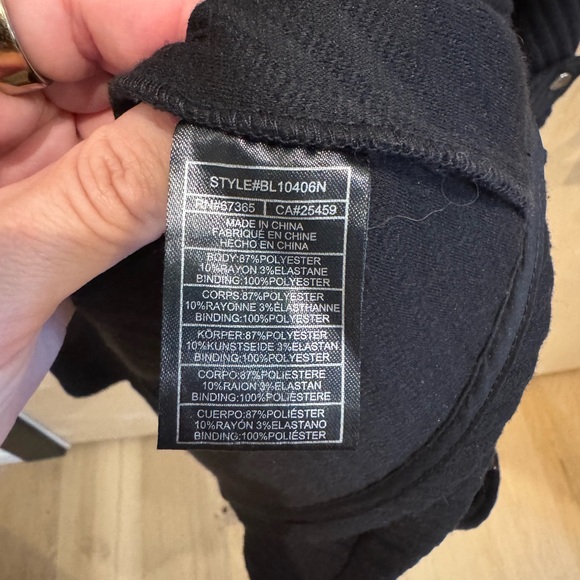 STYLE#BL10406N
RN#67365 CA#25459
MADE IN CHINA
FABRIQUÉ EN CHINE
HECHO EN CHINA
BODY:87%POLYESTER
10%RAYON 3%ELASTANE
BINDING:100%POLYESTER
CORPS:87%POLYESTER
10%RAYONNE 3%ÉLASTHANNE
BINDING:100%POLYESTER
KÖRPER:87%POLYESTER
10%KUNSTSEIDE 3%ELASTAN
BINDING:100%POLYESTER
CORPO:87%POLIESTERE
10%RAION 3%ELASTAN
BINDING:100%POLIESTERE
CUERPO:87%POLIÉSTER
10%RAYÓN 3%ELASTANO
BINDING:100%POLIÉSTER